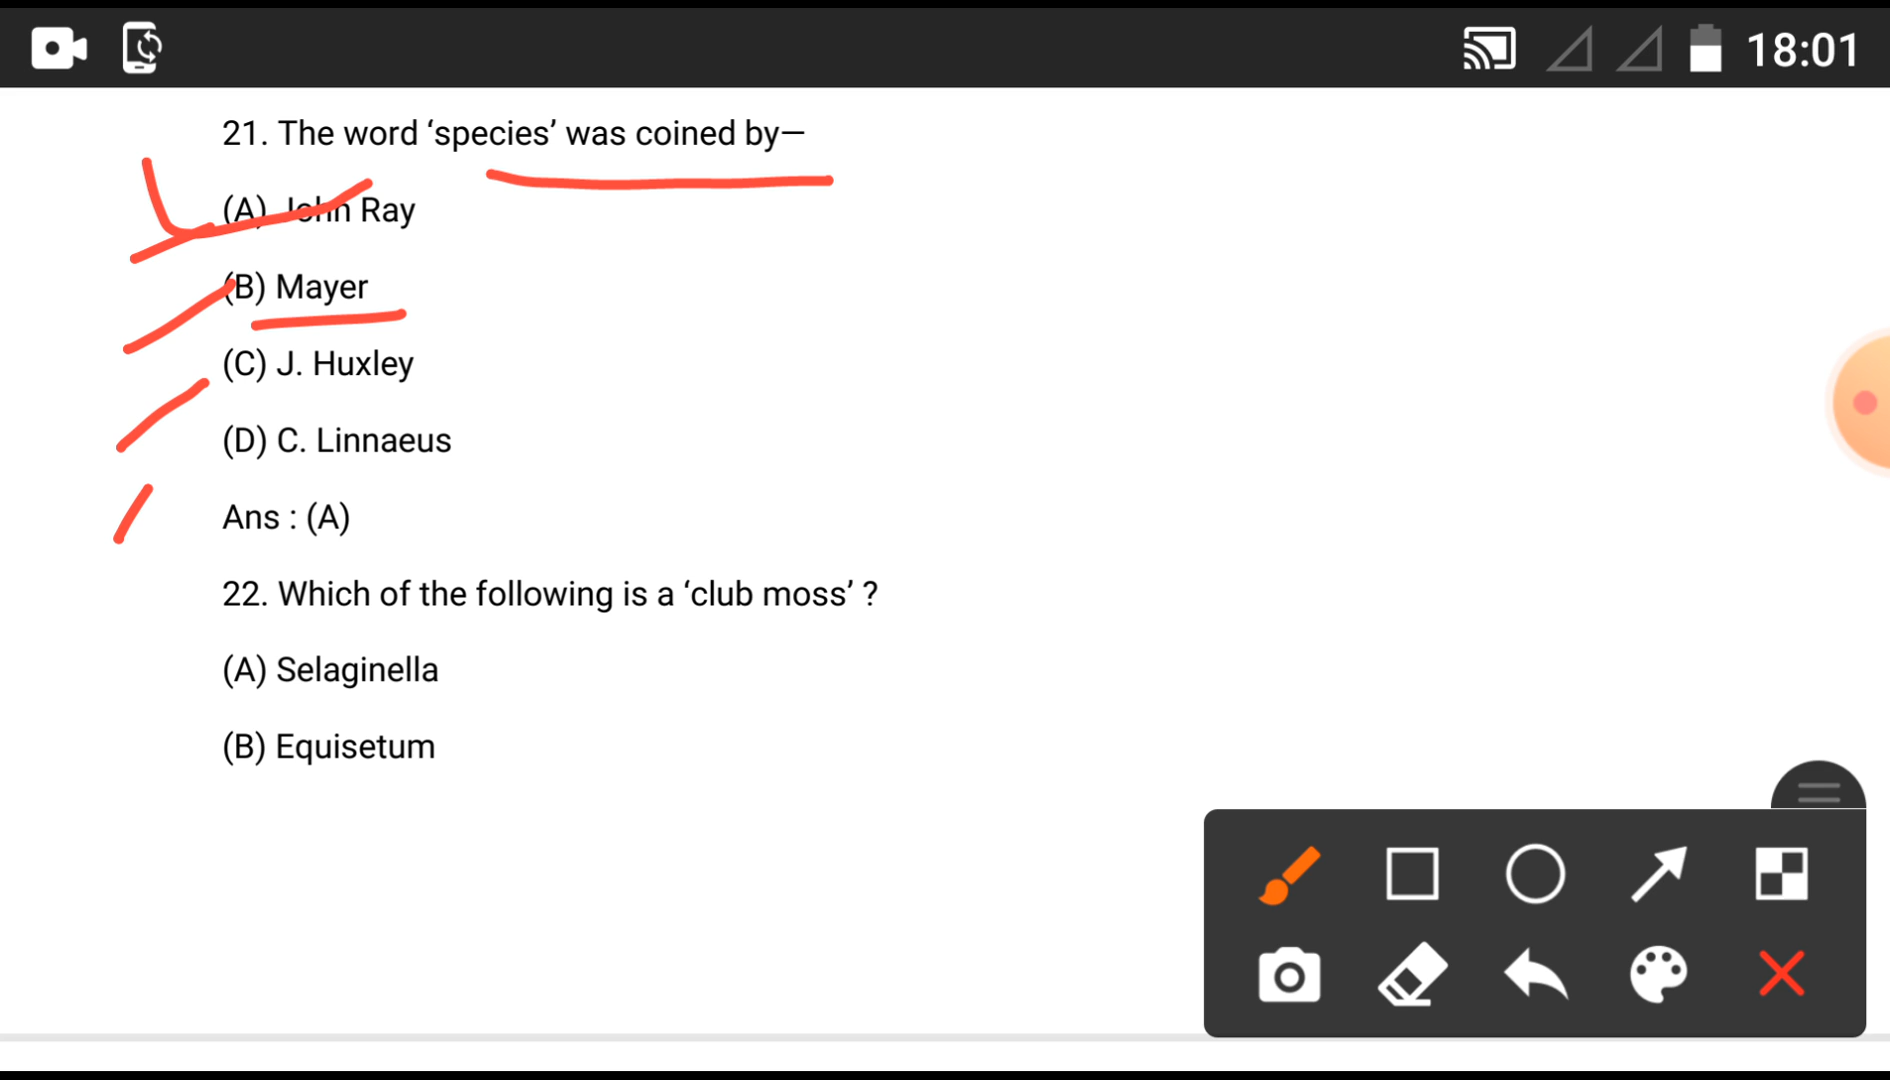 18:01
21. The word ‘species’ was coined by—
(A) John Ray
(B) Mayer
(C) J. Huxley
(D) C. Linnaeus
Ans : (A)
22. Which of the following is a ‘club moss’ ?
(A) Selaginella
(B) Equisetum